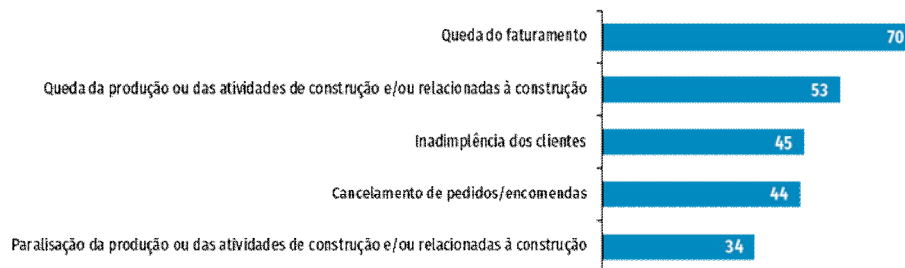 Queda do faturamento 70
Queda da produção ou das atividades de construção e/ou relacionadas à construção 53
Inadimplência dos clientes 45
Cancelamento de pedidos/encomendas 44
Paralisação da produção ou das atividades de construção e/ou relacionadas à construção 34